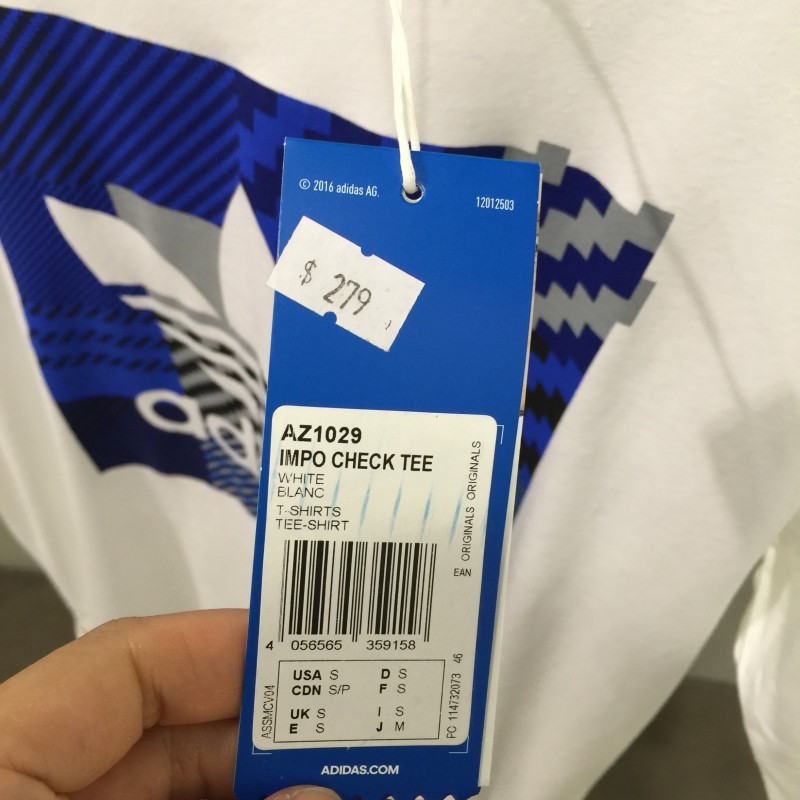 © 2016 adidas AG.
12012503
$ 279
AZ1029
IMPO CHECK TEE
WHITE
BLANC
T-SHIRTS
TEE-SHIRT
ORIGINALS ORIGINALS
EAN
4 056565 359158
USA S D S
CDN S/P F S
UK S I S
E S J M
ASSMCV04
PC 114732073 46
ADIDAS.COM